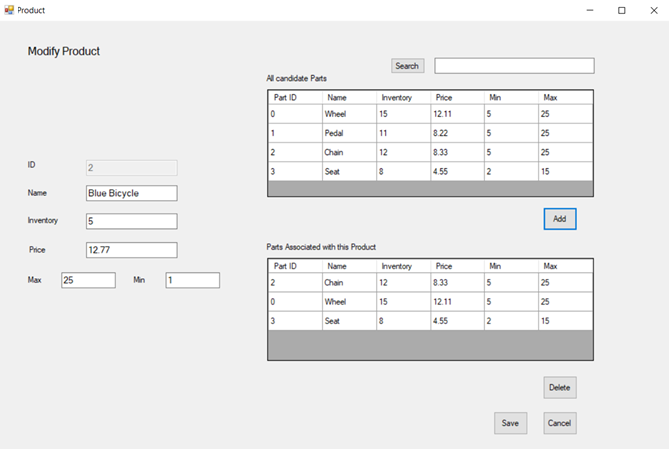 Product
Modify Product
Search
All candidate Parts
Part ID Name Inventory Price Min Max
0 Wheel 15 12.11 5 25
1 Pedal 11 8.22 5 25
2 Chain 12 8.33 5 25
3 Seat 8 4.55 2 15
ID 2
Name Blue Bicycle
Inventory 5
Price 12.77
Max 25 Min 1
Add
Parts Associated with this Product
Part ID Name Inventory Price Min Max
2 Chain 12 8.33 5 25
0 Wheel 15 12.11 5 25
3 Seat 8 4.55 2 15
Delete
Save Cancel